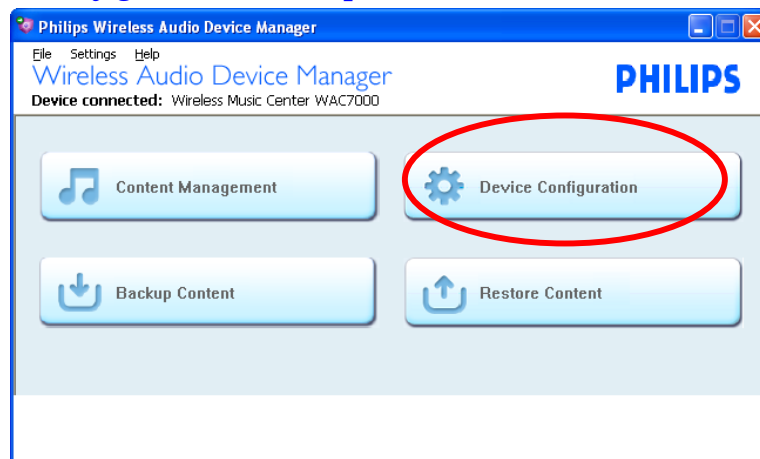 Philips Wireless Audio Device Manager
File Settings Help
Wireless Audio Device Manager
PHILIPS
Device connected: Wireless Music Center WAC7000
Content Management
Device Configuration
Backup Content
Restore Content